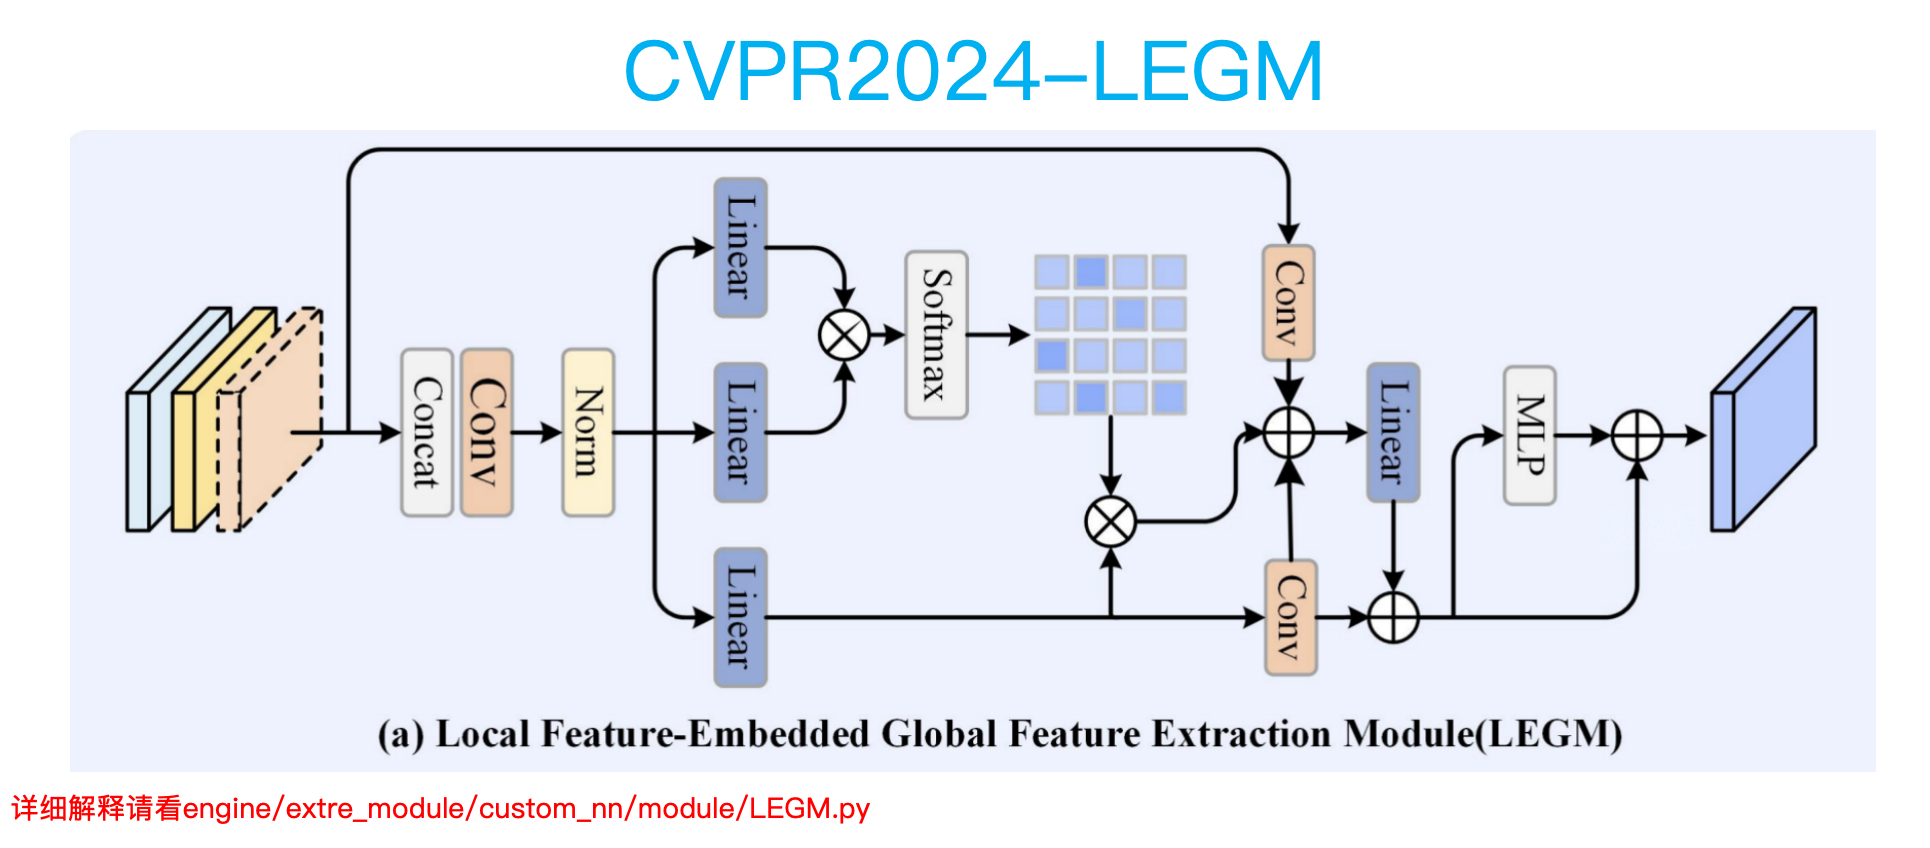 CVPR2024-LEGM
Linear
Softmax
Conv
Concat
Conv
Norm
Linear
Linear
MLP
Linear
Conv
(a) Local Feature-Embedded Global Feature Extraction Module(LEGM)
详细解释请看engine/extre_module/custom_nn/module/LEGM.py